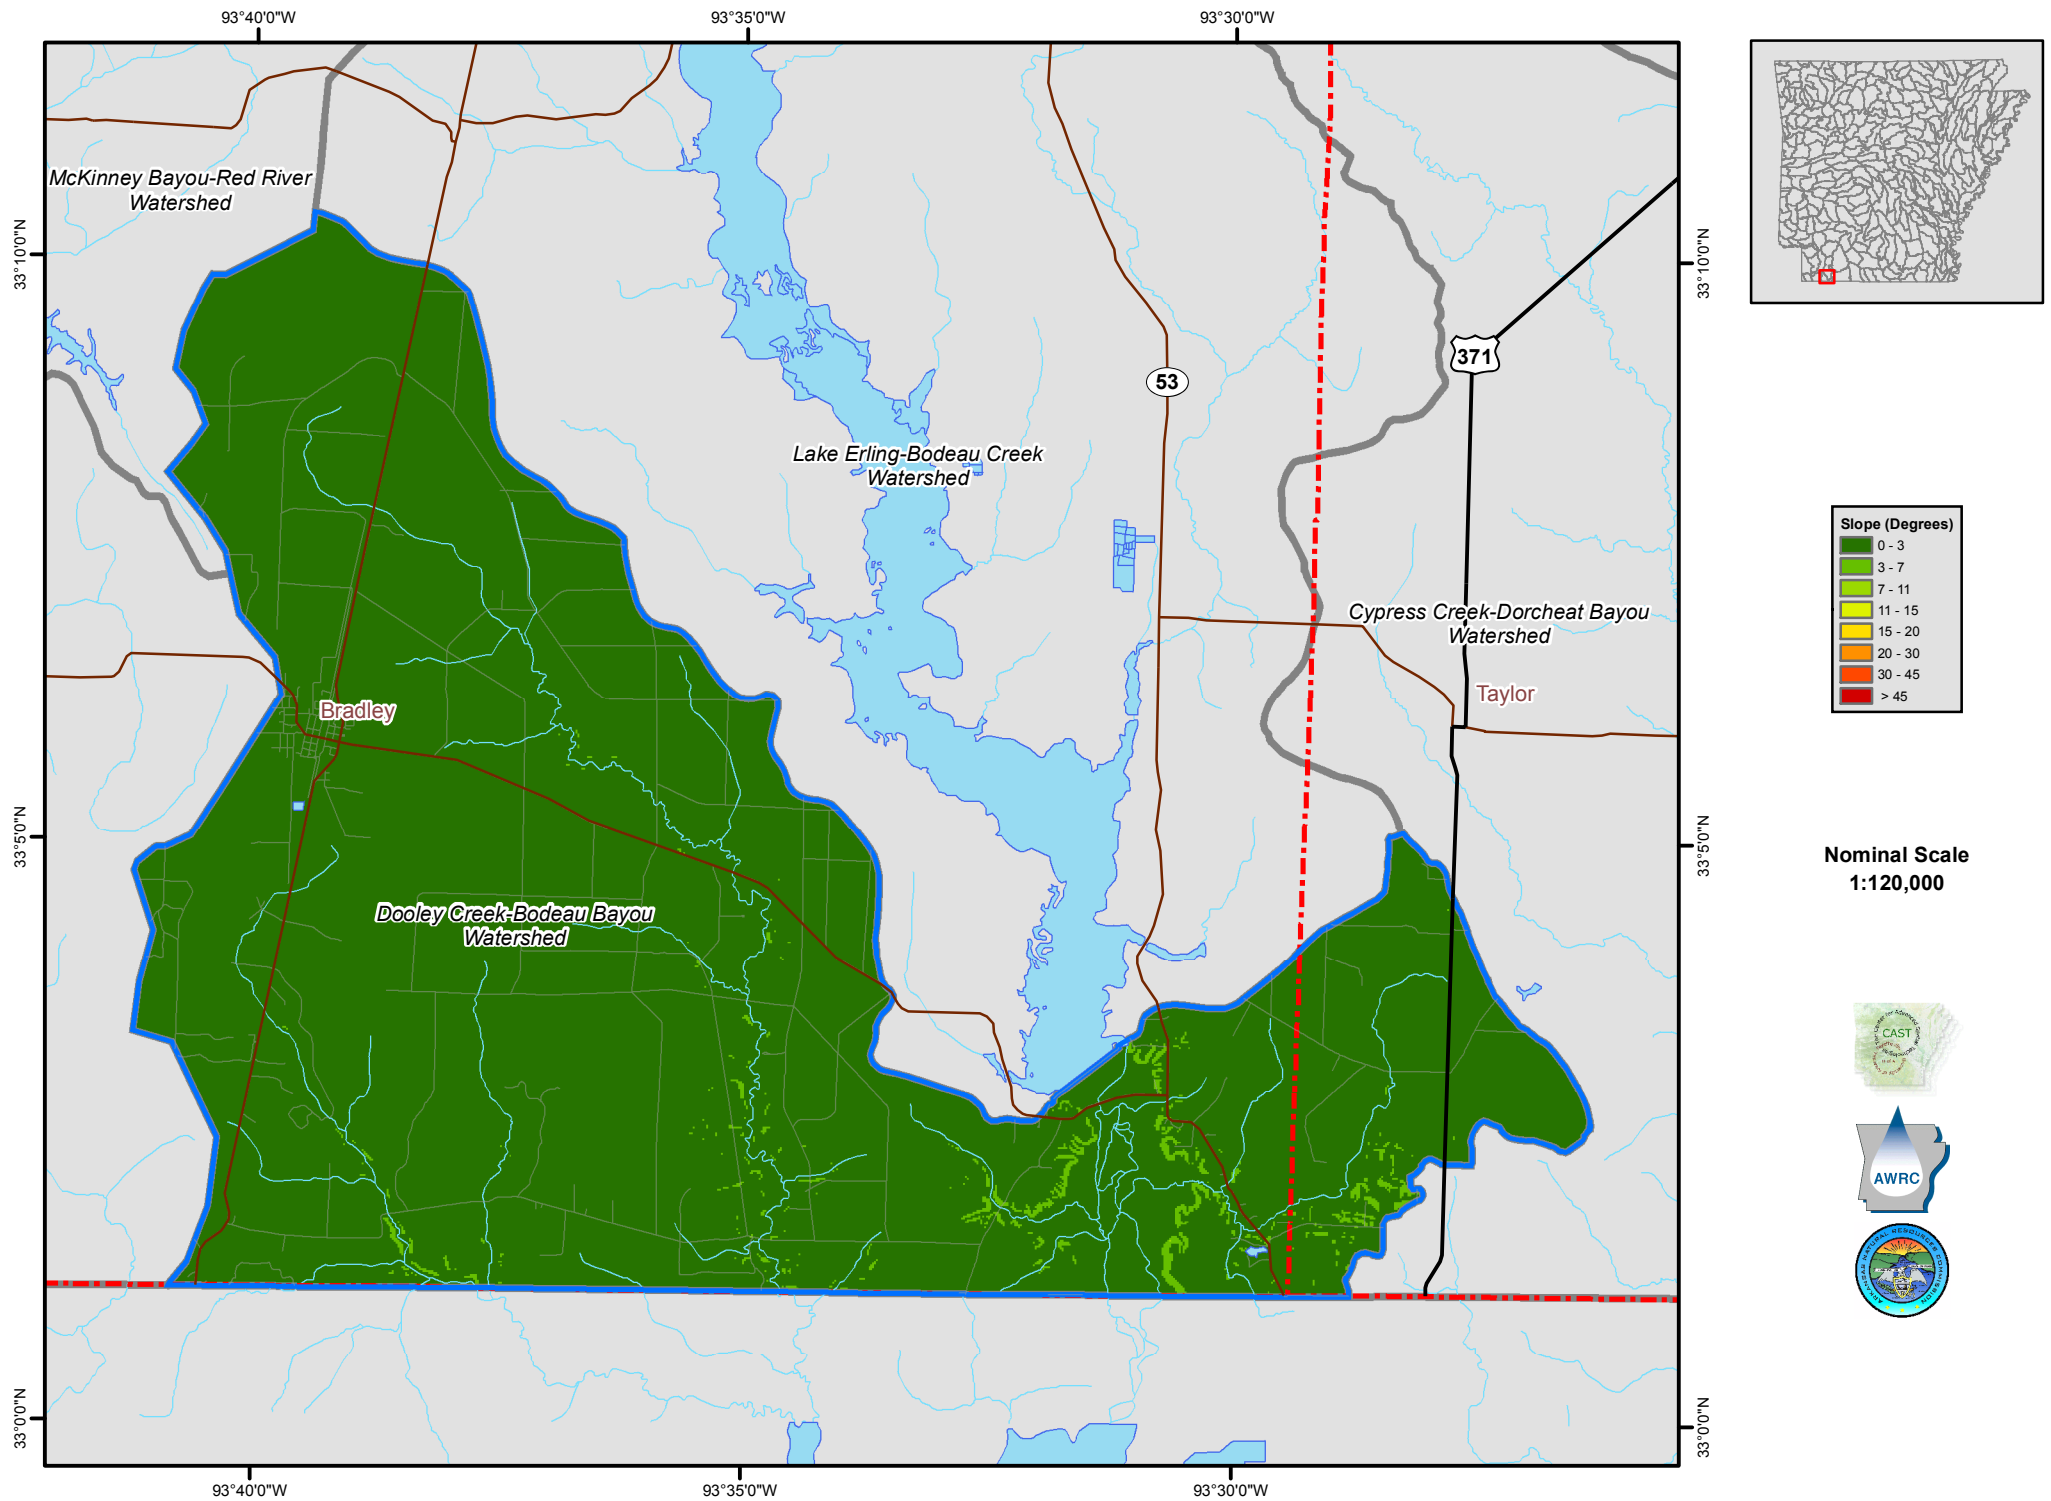 93°40'0"W
93°35'0"W
93°30'0"W
McKinney Bayou-Red River
Watershed
33°10'0"N
33°10'0"N
371
53
Lake Erling-Bodeau Creek
Watershed
Slope (Degrees)
0 - 3
3 - 7
7 - 11
11 - 15
15 - 20
20 - 30
30 - 45
> 45
Cypress Creek-Dorcheat Bayou
Watershed
Taylor
Bradley
33°5'0"N
33°5'0"N
Nominal Scale
1:120,000
Dooley Creek-Bodeau Bayou
Watershed
CAST
AWRC
ARKANSAS NATURAL RESOURCES COMMISSION
33°0'0"N
33°0'0"N
93°40'0"W
93°35'0"W
93°30'0"W